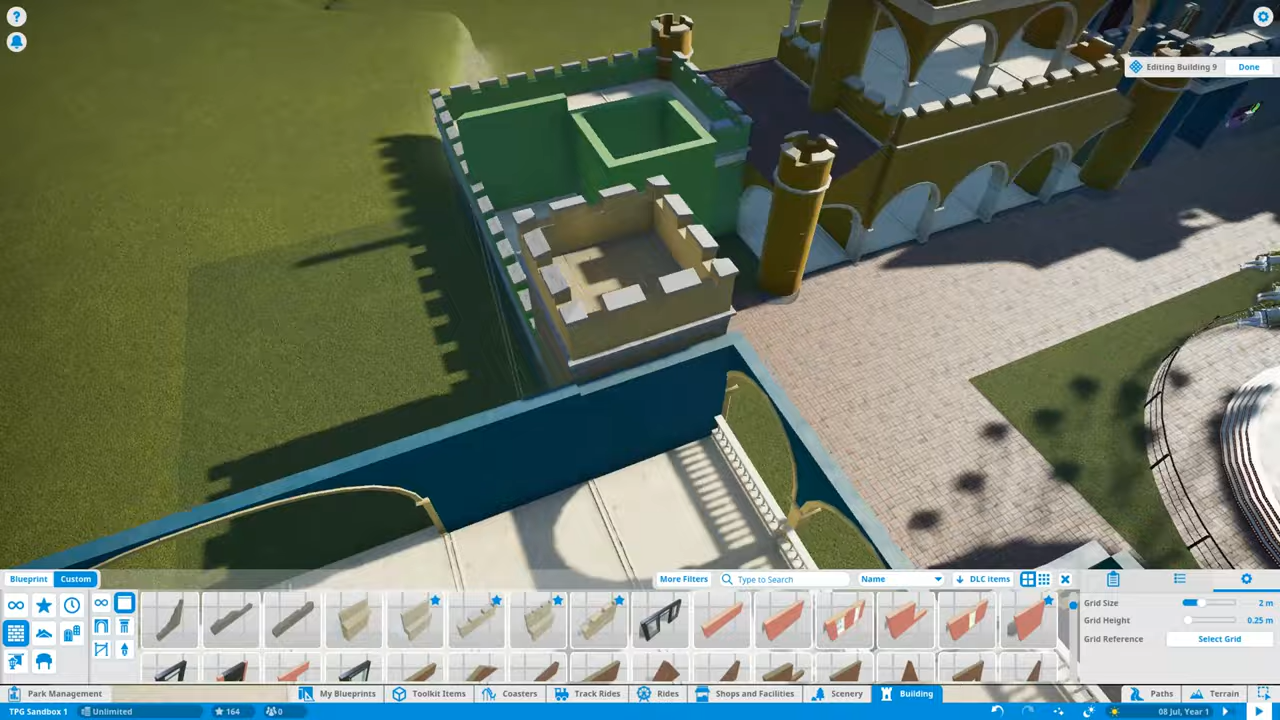 ?
Editing Building 9 Done
Blueprint Custom
More Filters Type to Search Name DLC items
Grid Size 2 m
Grid Height 0.25 m
Grid Reference Select Grid
Park Management My Blueprints Toolkit Items Coasters Track Rides Rides Shops and Facilities Scenery Building Paths Terrain
TPG Sandbox 1 Unlimited 164 0 08 Jul, Year 1